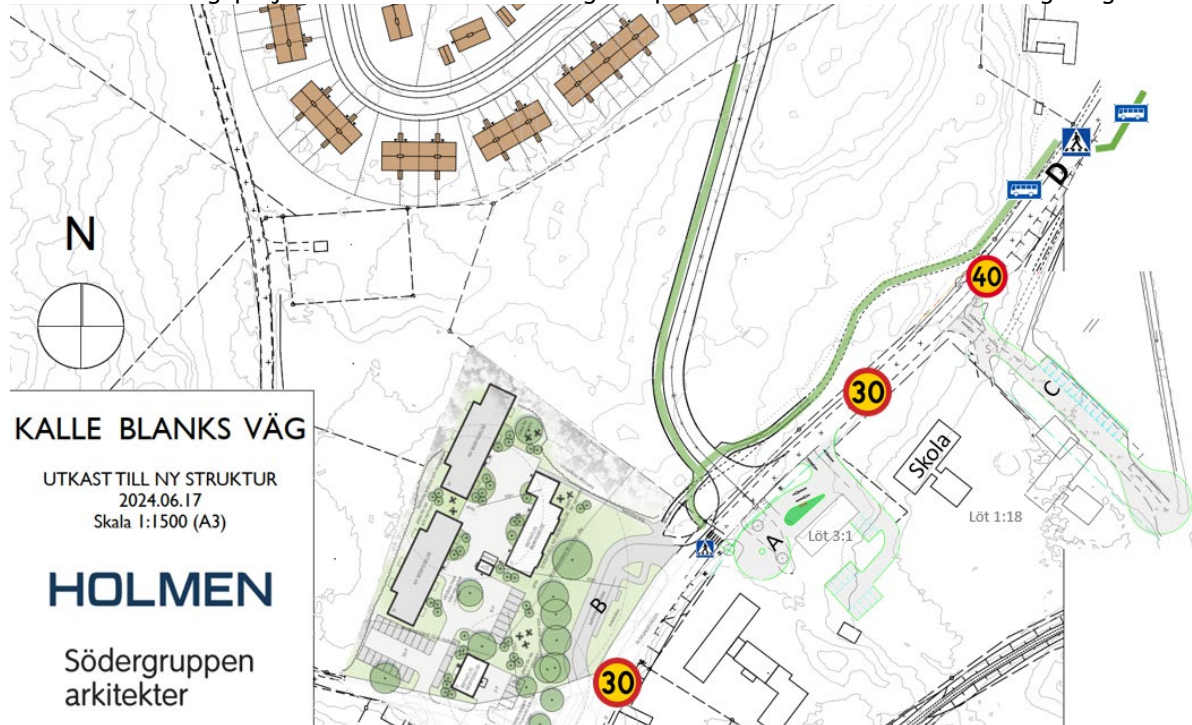 N
KALLE BLANKS VÄG
UTKAST TILL NY STRUKTUR
2024.06.17
Skala 1:1500 (A3)
HOLMEN
Södergruppen
arkitekter
D
40
30
C
Skola
Löt 1:18
Löt 3:1
A
B
30